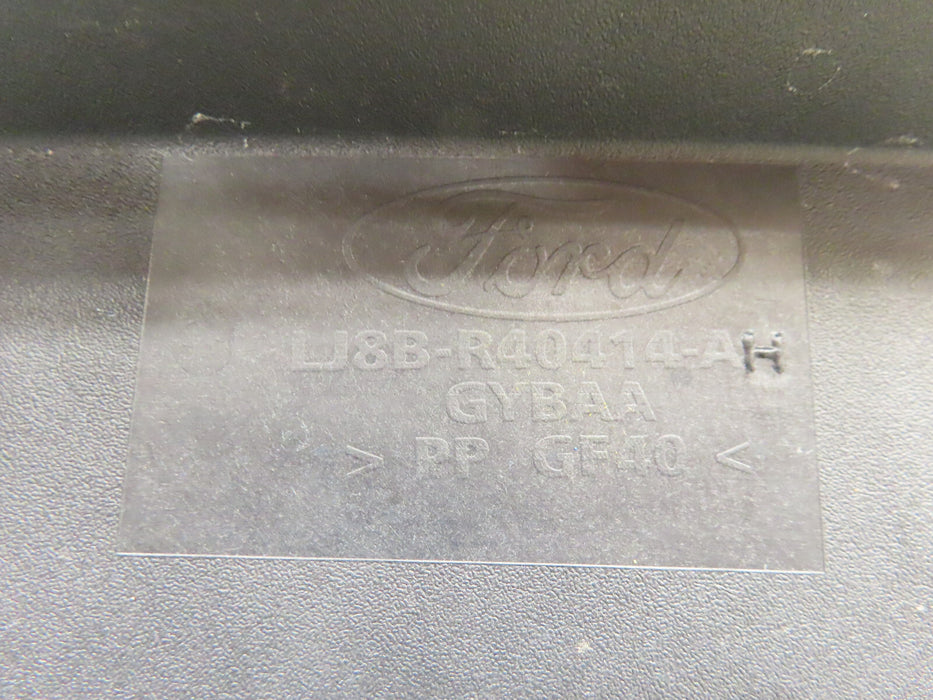 Ford
LJ8B-R40414-AH
GYBAA
> PP GF40 <